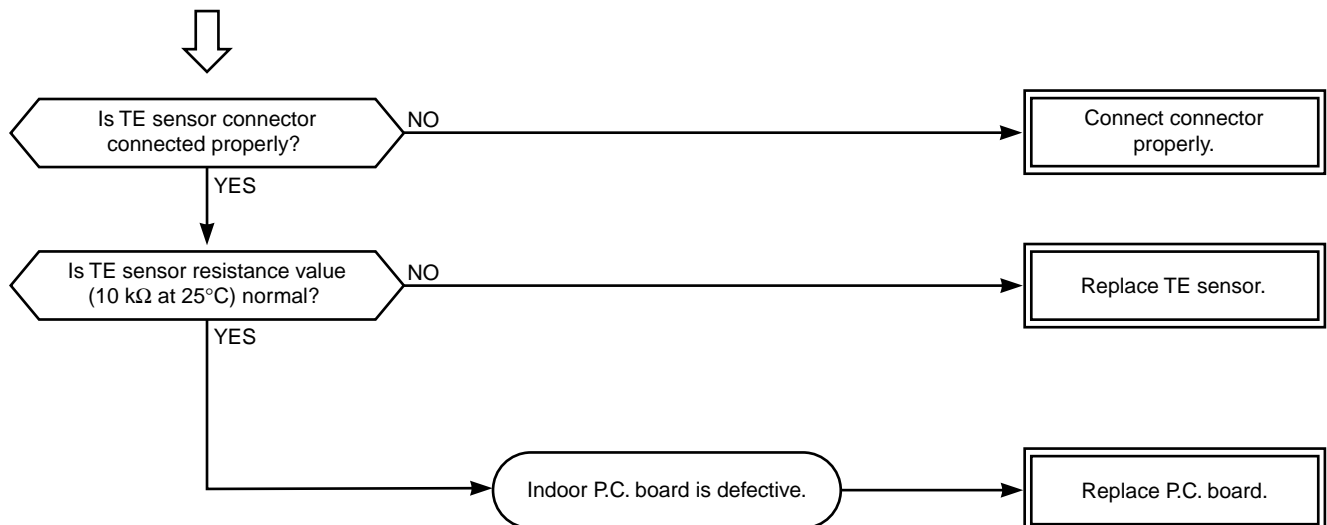 Is TE sensor connector
connected properly?
NO
Connect connector
properly.
YES
Is TE sensor resistance value
(10 kΩ at 25°C) normal?
NO
Replace TE sensor.
YES
Indoor P.C. board is defective.
Replace P.C. board.